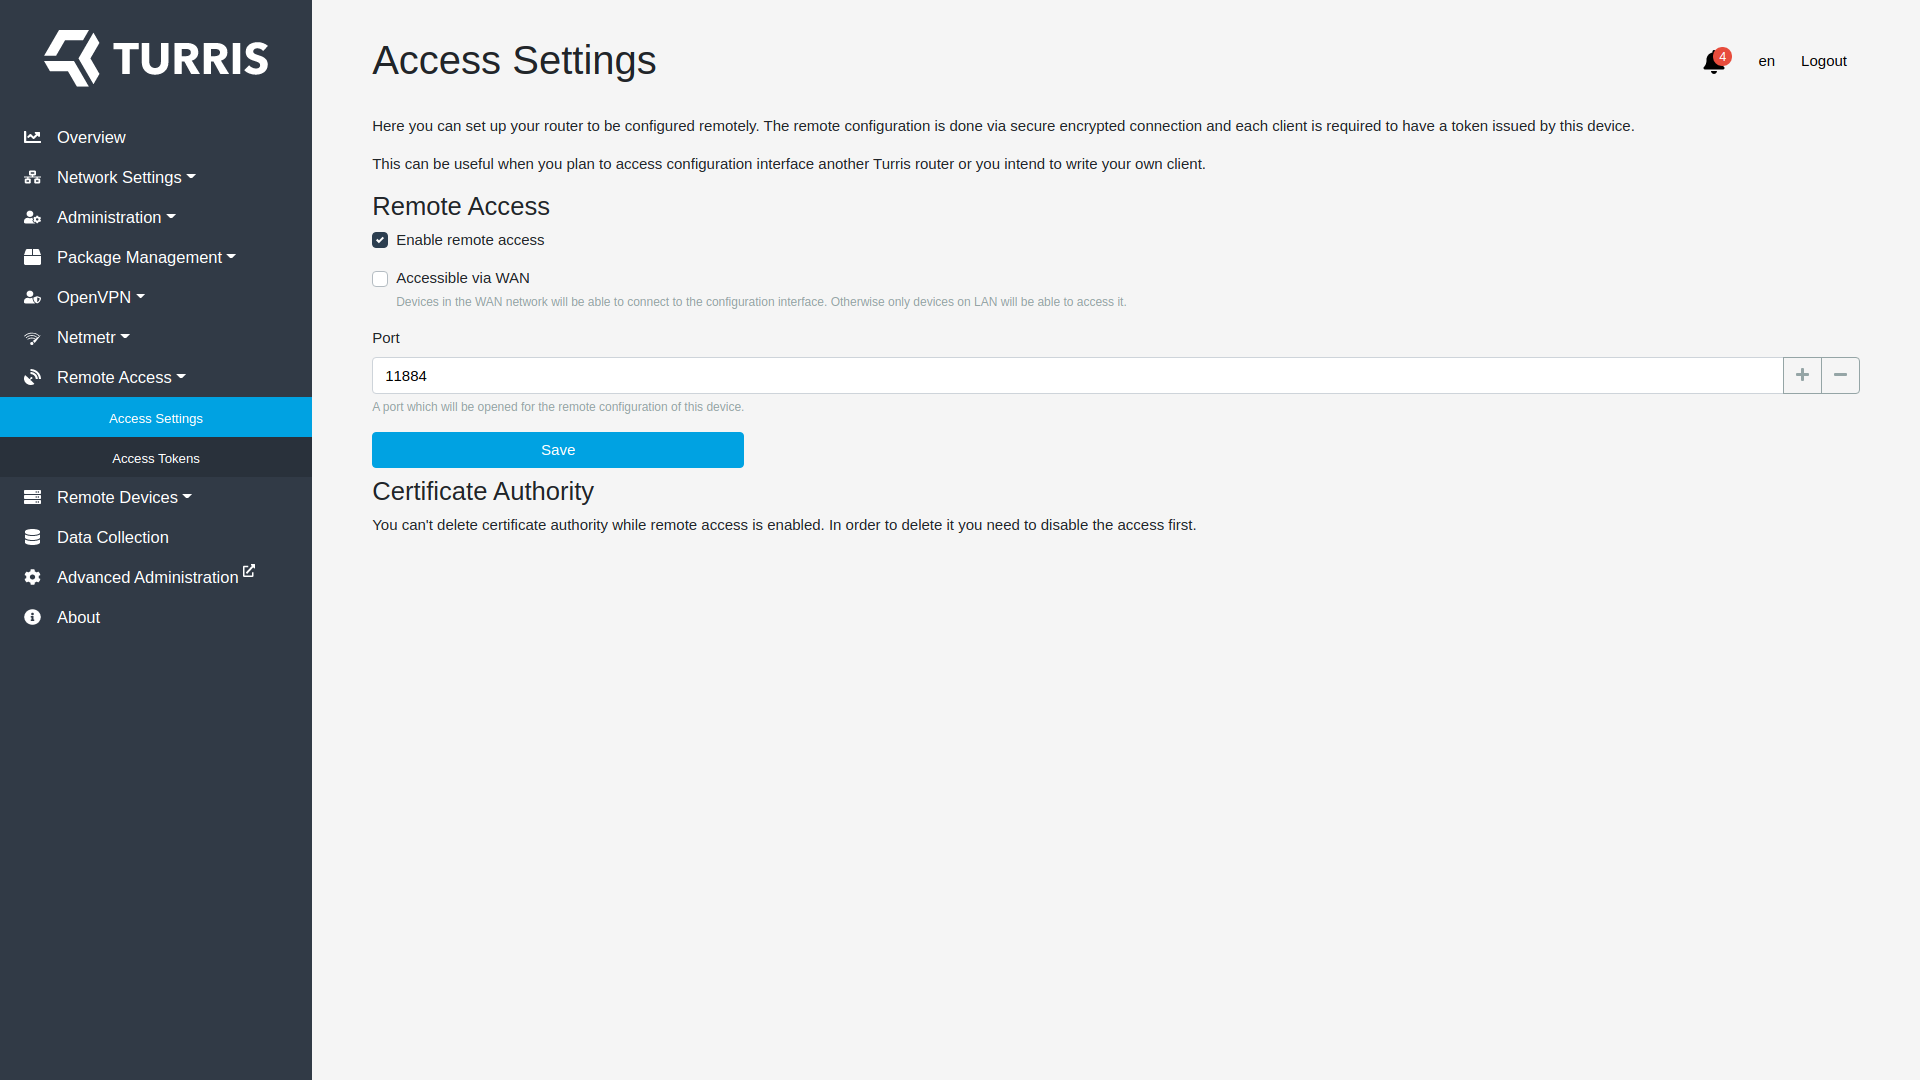 TURRIS
Overview
Network Settings
Administration
Package Management
OpenVPN
Netmetr
Remote Access
Access Settings
Access Tokens
Remote Devices
Data Collection
Advanced Administration
About
Access Settings
4
en
Logout
Here you can set up your router to be configured remotely. The remote configuration is done via secure encrypted connection and each client is required to have a token issued by this device.
This can be useful when you plan to access configuration interface another Turris router or you intend to write your own client.
Remote Access
Enable remote access
Accessible via WAN
Devices in the WAN network will be able to connect to the configuration interface. Otherwise only devices on LAN will be able to access it.
Port
11884
A port which will be opened for the remote configuration of this device.
Save
Certificate Authority
You can't delete certificate authority while remote access is enabled. In order to delete it you need to disable the access first.